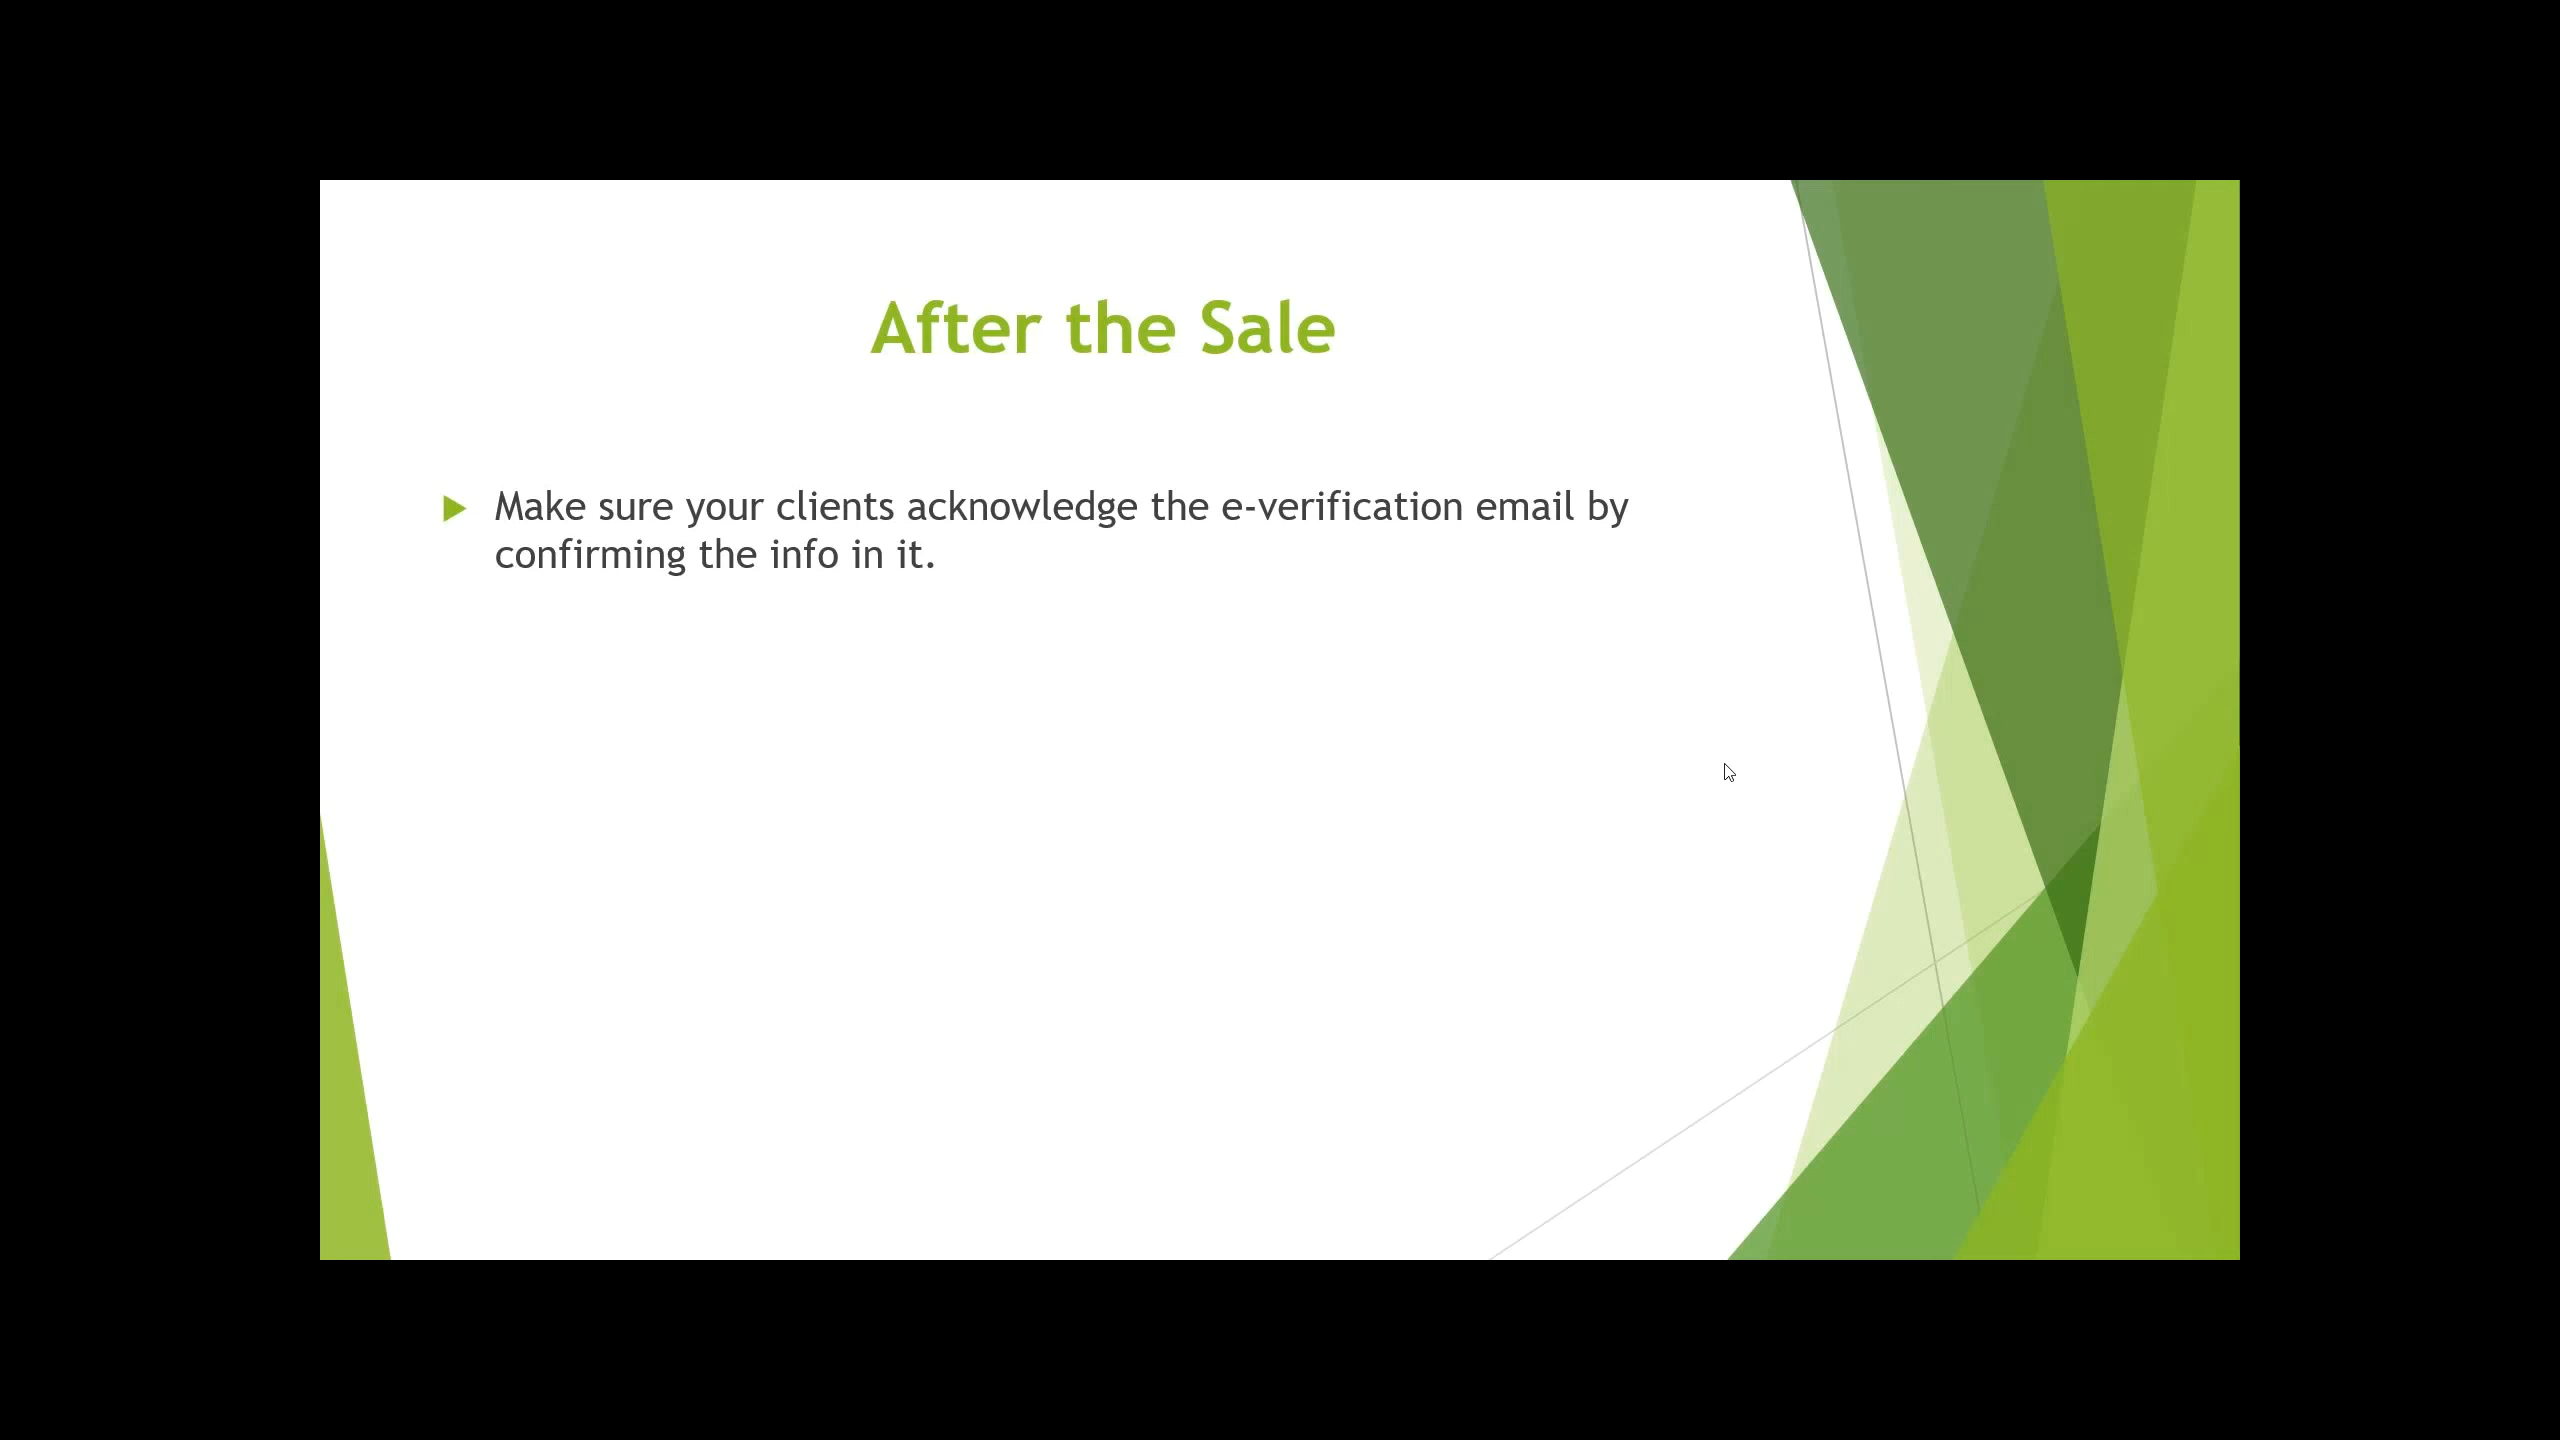 After the Sale
Make sure your clients acknowledge the e-verification email by
confirming the info in it.